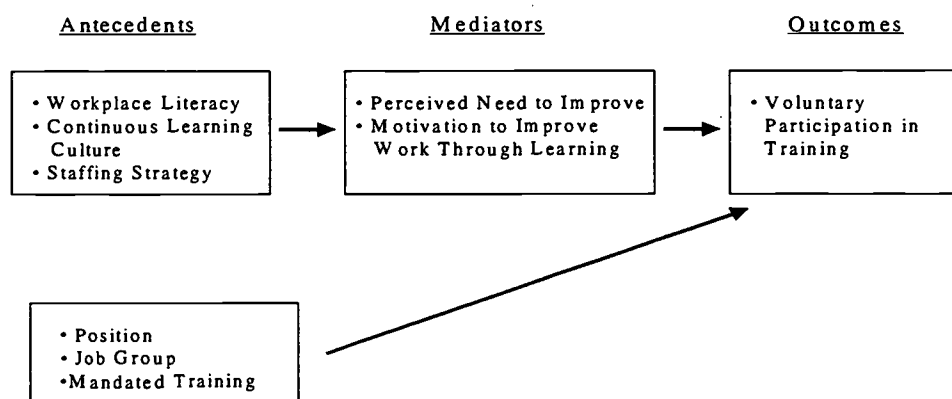 Antecedents
Mediators
Outcomes
• Workplace Literacy
• Continuous Learning
Culture
• Staffing Strategy
• Perceived Need to Improve
• Motivation to Improve
Work Through Learning
• Voluntary
Participation in
Training
• Position
• Job Group
•Mandated Training